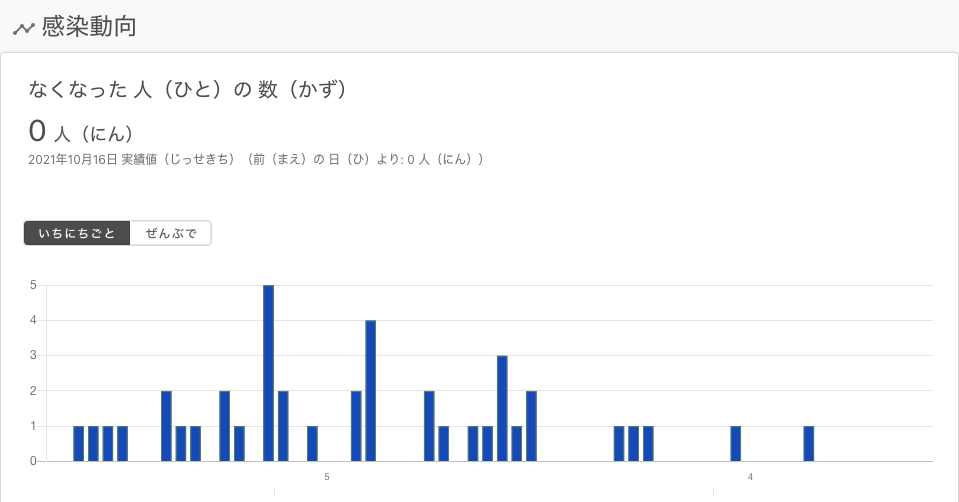 感染動向
なくなった 人（ひと）の 数（かず）
0 人（にん）
2021年10月16日 実績値（じっせきち）（前（まえ）の 日（ひ）より: 0 人（にん））
いちにちごと ぜんぶで
5
4
3
2
1
0
5 4